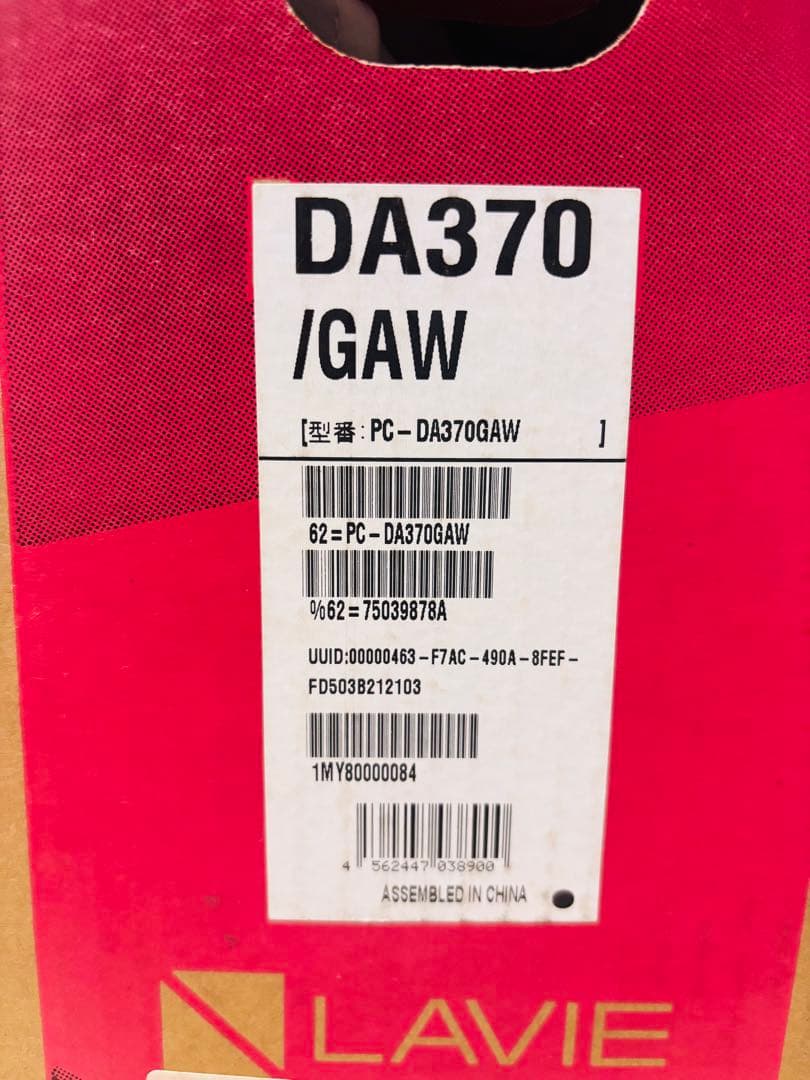 DA370
/GAW
[型番:PC-DA370GAW ]
62=PC-DA370GAW
%62=75039878A
UUID:00000463-F7AC-490A-8FEF-
FD503B212103
1MY80000084
4 562447 038900
ASSEMBLED IN CHINA
LAVIE